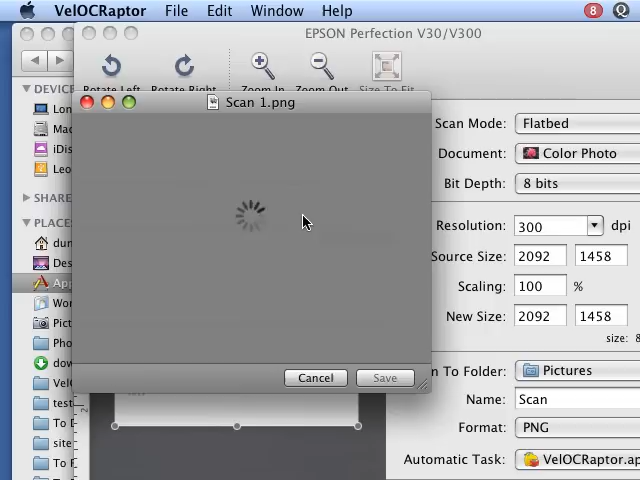 VelOCRaptor File Edit Window Help 8
EPSON Perfection V30/V300
Rotate Left Rotate Right Zoom In Zoom Out Size To Fit
Scan 1.png
DEVIC
Lon
Mac
iDis
Leo
SHARE
PLACES
dun
Des
App
Wor
Pict
Pho
dow
VelO
test
To D
site
To F
Scan Mode: Flatbed
Document: Color Photo
Bit Depth: 8 bits
Resolution: 300 dpi
Source Size: 2092 1458
Scaling: 100 %
New Size: 2092 1458
size: 8
n To Folder: Pictures
Name: Scan
Format: PNG
Automatic Task: VelOCRaptor.ap
Cancel Save